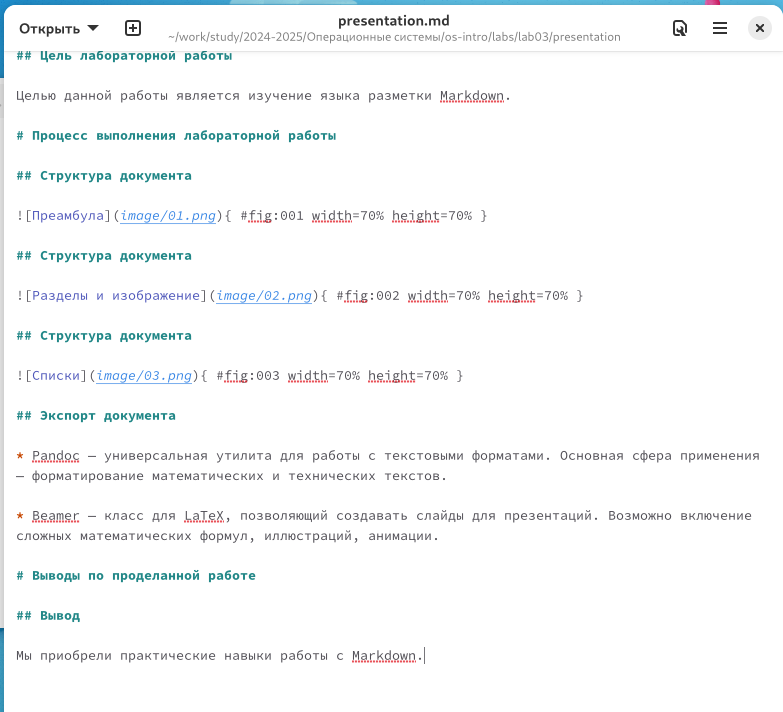 Открыть
presentation.md
~/work/study/2024-2025/Операционные системы/os-intro/labs/lab03/presentation
## Цель лабораторной работы
Целью данной работы является изучение языка разметки Markdown.
# Процесс выполнения лабораторной работы
## Структура документа
![Преамбула](image/01.png){ #fig:001 width=70% height=70% }
## Структура документа
![Разделы и изображение](image/02.png){ #fig:002 width=70% height=70% }
## Структура документа
![Списки](image/03.png){ #fig:003 width=70% height=70% }
## Экспорт документа
* Pandoc — универсальная утилита для работы с текстовыми форматами. Основная сфера применения
— форматирование математических и технических текстов.
* Beamer — класс для LaTeX, позволяющий создавать слайды для презентаций. Возможно включение
сложных математических формул, иллюстраций, анимации.
# Выводы по проделанной работе
## Вывод
Мы приобрели практические навыки работы с Markdown.